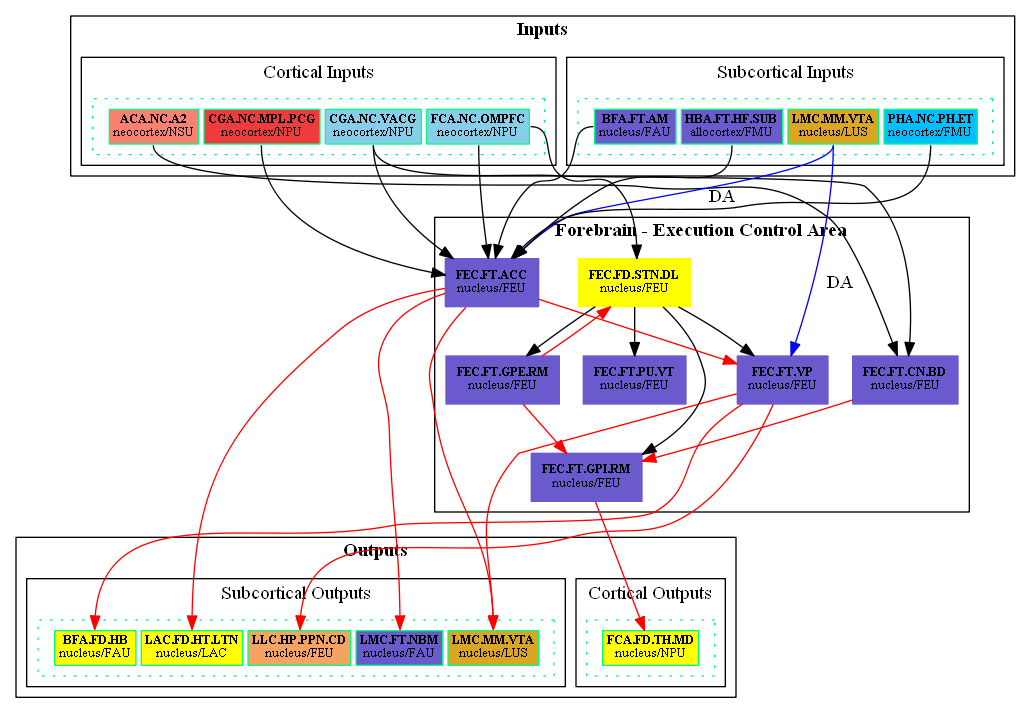 Inputs
Cortical Inputs
Subcortical Inputs
ACA.NC.A2
neocortex/NSU
CGA.NC.MPL.PCG
neocortex/NPU
CGA.NC.VACG
neocortex/NPU
FCA.NC.OMPFC
neocortex/NPU
BFA.FT.AM
nucleus/FAU
HBA.FT.HF.SUB
allocortex/FMU
LMC.MM.VTA
nucleus/LUS
PHA.NC.PH.ET
neocortex/FMU
DA
Forebrain - Execution Control Area
FEC.FT.ACC
nucleus/FEU
FEC.FD.STN.DL
nucleus/FEU
DA
FEC.FT.GPE.RM
nucleus/FEU
FEC.FT.PU.VT
nucleus/FEU
FEC.FT.VP
nucleus/FEU
FEC.FT.CN.BD
nucleus/FEU
FEC.FT.GPI.RM
nucleus/FEU
Outputs
Subcortical Outputs
Cortical Outputs
BFA.FD.HB
nucleus/FAU
LAC.FD.HT.LTN
nucleus/LAC
LLC.HP.PPN.CD
nucleus/FEU
LMC.FT.NBM
nucleus/FAU
LMC.MM.VTA
nucleus/LUS
FCA.FD.TH.MD
nucleus/NPU